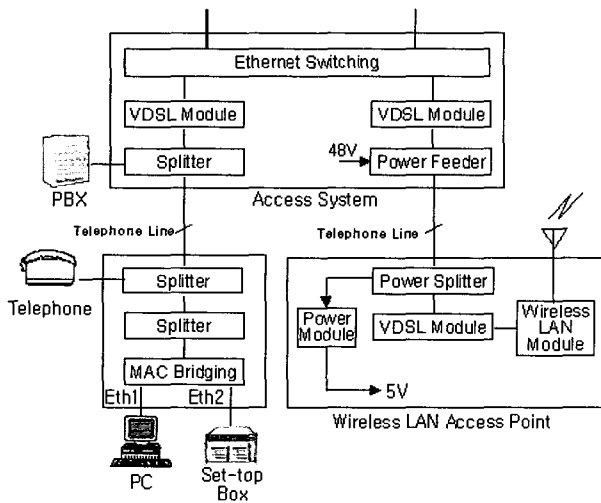 Ethernet Switching
VDSL Module
VDSL Module
48V
Splitter
Power Feeder
PBX
Access System
Telephone Line
Telephone Line
Splitter
Power Splitter
Telephone
Splitter
Power
Module
VDSL Module
Wireless
LAN
Module
MAC Bridging
Eth1
Eth2
5V
PC
Set-top
Box
Wireless LAN Access Point